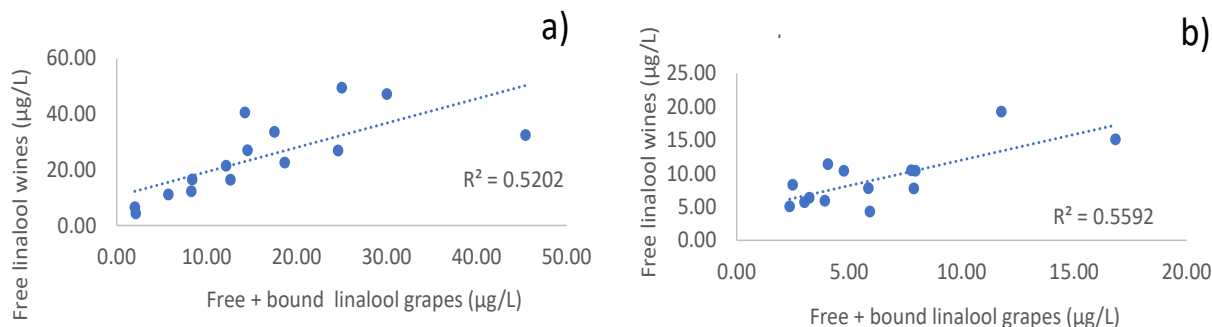 a)
Free linalool wines (µg/L)
60.00
40.00
20.00
0.00
R² = 0.5202
0.00 10.00 20.00 30.00 40.00 50.00
Free + bound linalool grapes (µg/L)
b)
Free linalool wines (µg/L)
25.00
20.00
15.00
10.00
5.00
0.00
R² = 0.5592
0.00 5.00 10.00 15.00 20.00
Free + bound linalool grapes (µg/L)